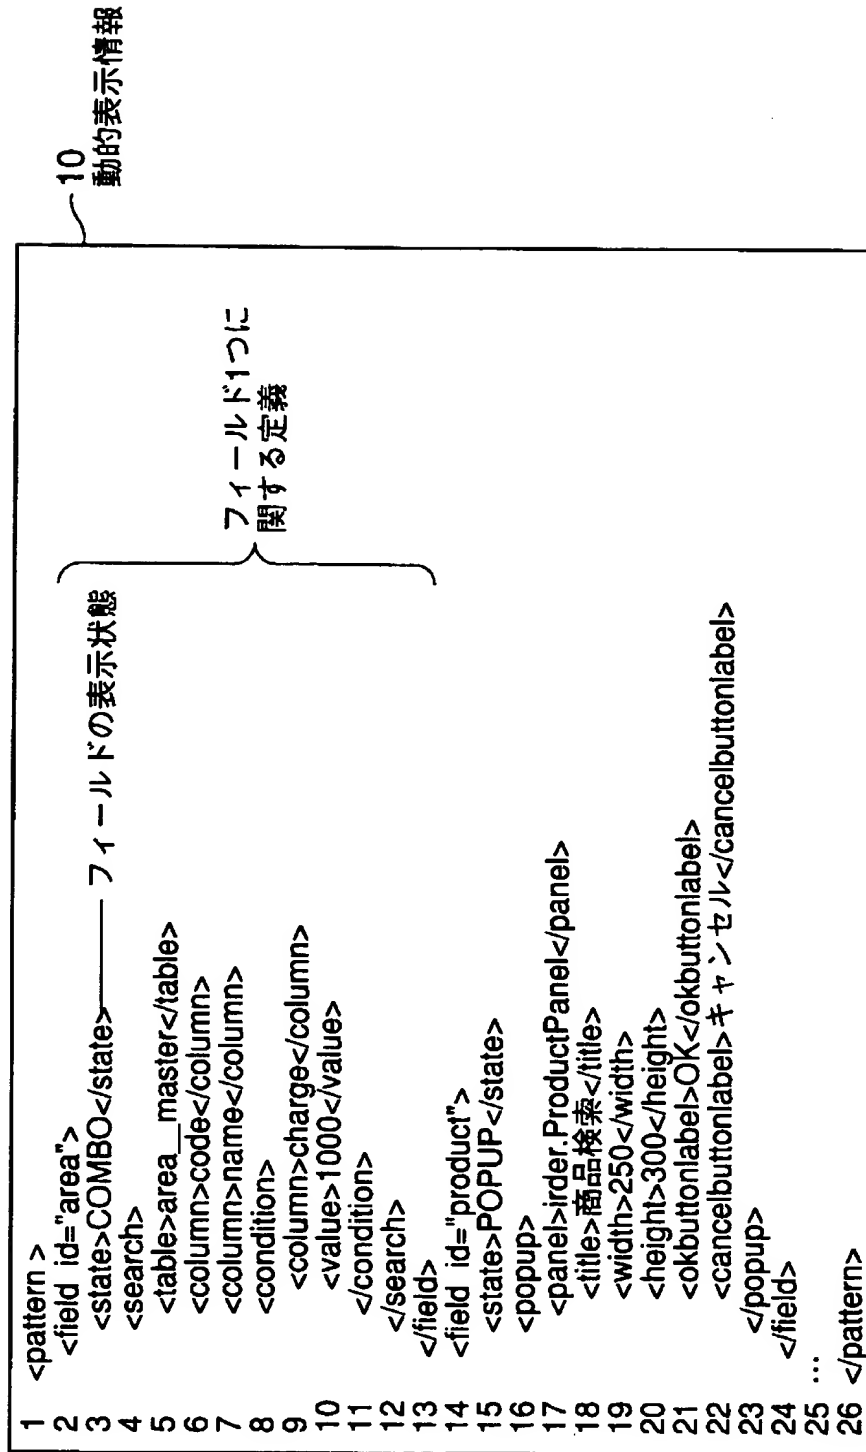 10
動的表示情報
1 <pattern >
2 <field id="area">
3 <state>COMBO</state> フィールドの表示状態
4 <search>
5 <table>area__master</table>
6 <column>code</column>
7 <column>name</column>
8 <condition>
9 <column>charge</column>
10 <value>1000</value>
11 </condition>
12 </search>
13 </field>
フィールド1つに
関する定義
14 <field id="product">
15 <state>POPUP</state>
16 <popup>
17 <panel>irder.ProductPanel</panel>
18 <title>商品検索</title>
19 <width>250</width>
20 <height>300</height>
21 <okbuttonlabel>OK</okbuttonlabel>
22 <cancelbuttonlabel>キャンセル</cancelbuttonlabel>
23 </popup>
24 </field>
25 …
26 </pattern>